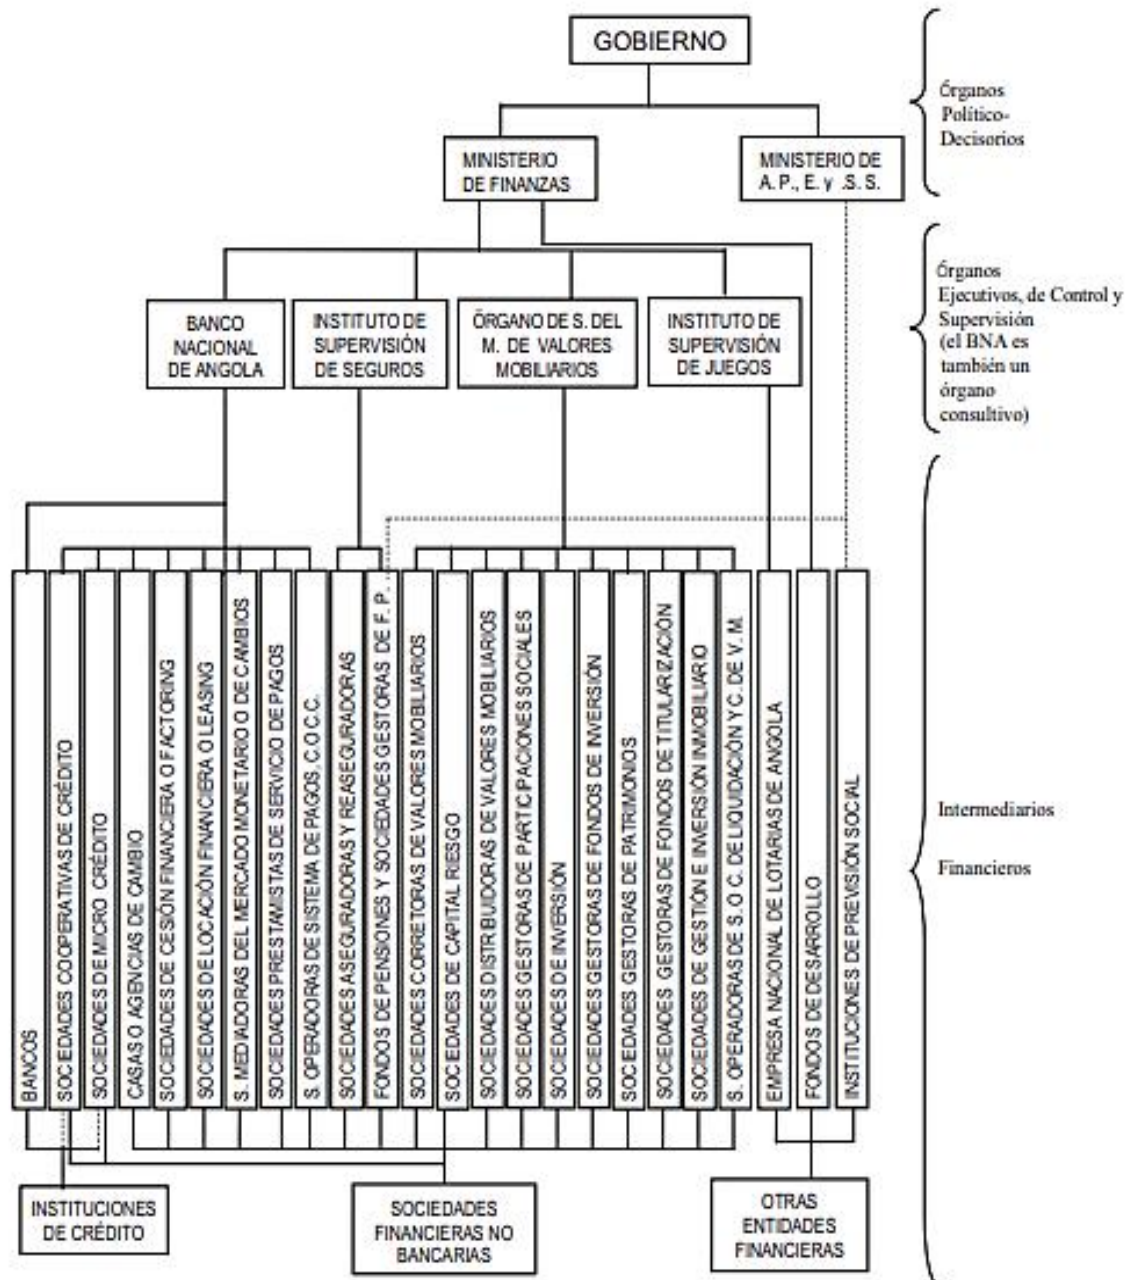 GOBIERNO
Órganos
Político-
Decisorios
MINISTERIO
DE FINANZAS
MINISTERIO DE
A. P., E. y .S. S.
Órganos
Ejecutivos, de Control y
Supervisión
(el BNA es
también un
órgano
consultivo)
BANCO
NACIONAL
DE ANGOLA
INSTITUTO DE
SUPERVISIÓN
DE SEGUROS
ÓRGANO DE S. DEL
M. DE VALORES
MOBILIARIOS
INSTITUTO DE
SUPERVISIÓN
DE JUEGOS
BANCOS
SOCIEDADES COOPERATIVAS DE CRÉDITO
SOCIEDADES DE MICRO CRÉDITO
CASAS O AGENCIAS DE CAMBIO
SOCIEDADES DE CESIÓN FINANCIERA O FACTORING
SOCIEDADES DE LOCACIÓN FINANCIERA O LEASING
S. MEDIADORAS DEL MERCADO MONETARIO O DE CAMBIOS
SOCIEDADES PRESTAMISTAS DE SERVICIO DE PAGOS
S. OPERADORAS DE SISTEMA DE PAGOS, C.O C.C.
SOCIEDADES ASEGURADORAS Y REASEGURADORAS
FONDOS DE PENSIONES Y SOCIEDADES GESTORAS DE F. P.
SOCIEDADES CORRETORAS DE VALORES MOBILIARIOS
SOCIEDADES DE CAPITAL RIESGO
SOCIEDADES DISTRIBUIDORAS DE VALORES MOBILIARIOS
SOCIEDADES GESTORAS DE PARTICIPACIONES SOCIALES
SOCIEDADES DE INVERSIÓN
SOCIEDADES GESTORAS DE FONDOS DE INVERSIÓN
SOCIEDADES GESTORAS DE PATRIMONIOS
SOCIEDADES GESTORAS DE FONDOS DE TITULARIZACIÓN
SOCIEDADES DE GESTIÓN E INVERSIÓN INMOBILIARIO
S. OPERADORAS DE S. O C. DE LIQUIDACIÓN Y C. DE V. M.
EMPRESA NACIONAL DE LOTARIAS DE ANGOLA
FONDOS DE DESARROLLO
INSTITUCIONES DE PREVISIÓN SOCIAL
Intermediarios
Financieros
INSTITUCIONES
DE CRÉDITO
SOCIEDADES
FINANCIERAS NO
BANCARIAS
OTRAS
ENTIDADES
FINANCIERAS